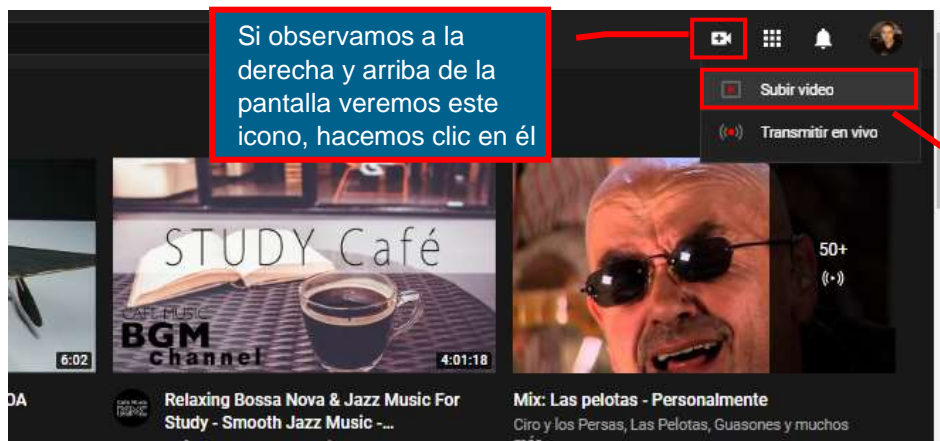 Si observamos a la
derecha y arriba de la
pantalla veremos este
icono, hacemos clic en él
Subir video
Transmitir en vivo
STUDY Café
CAFE MUSIC
BGM
channel
50+
6:02
4:01:18
OA
Relaxing Bossa Nova & Jazz Music For
Study - Smooth Jazz Music -...
Mix: Las pelotas - Personalmente
Ciro y los Persas, Las Pelotas, Guasones y muchos